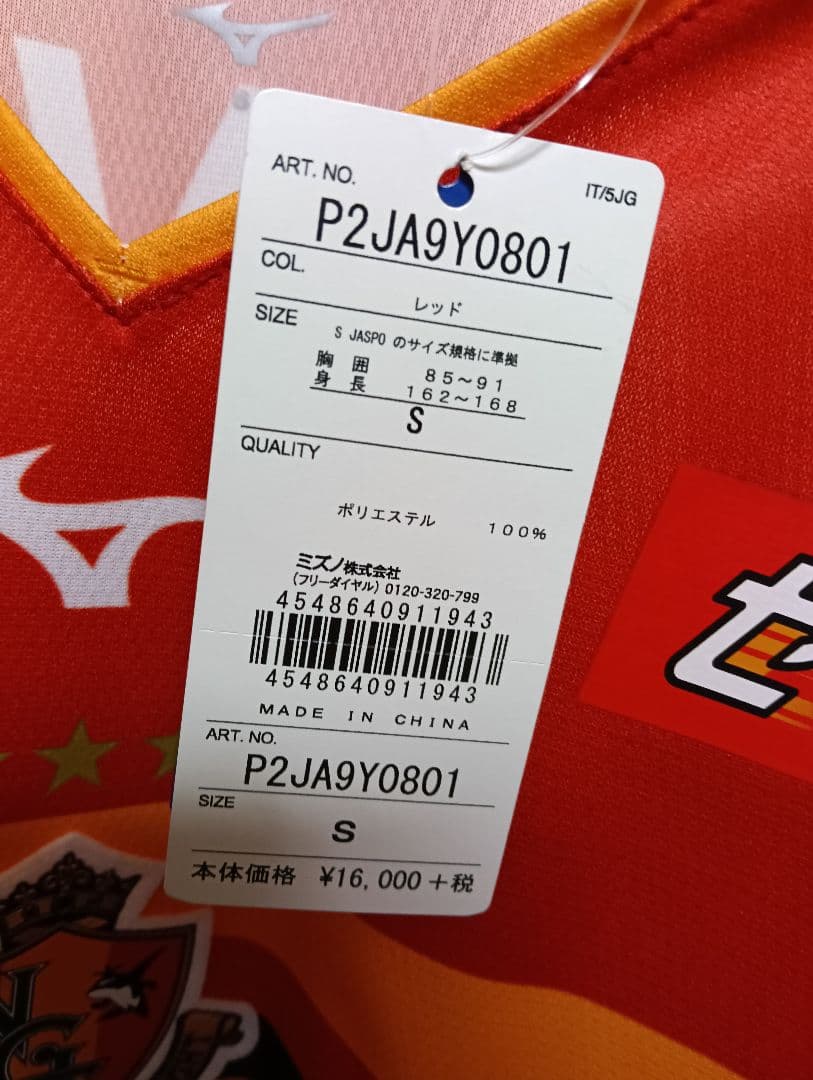 ART. NO.
IT/5JG
P2JA9Y0801
COL.
レッド
SIZE
S JASPO のサイズ規格に準拠
胸 囲 85～91
身 長 162～168
S
QUALITY
ポリエステル 100%
ミズノ株式会社
(フリーダイヤル) 0120-320-799
4548640911943
4548640911943
MADE IN CHINA
ART. NO.
P2JA9Y0801
SIZE
S
本体価格 ¥16,000+税
NG